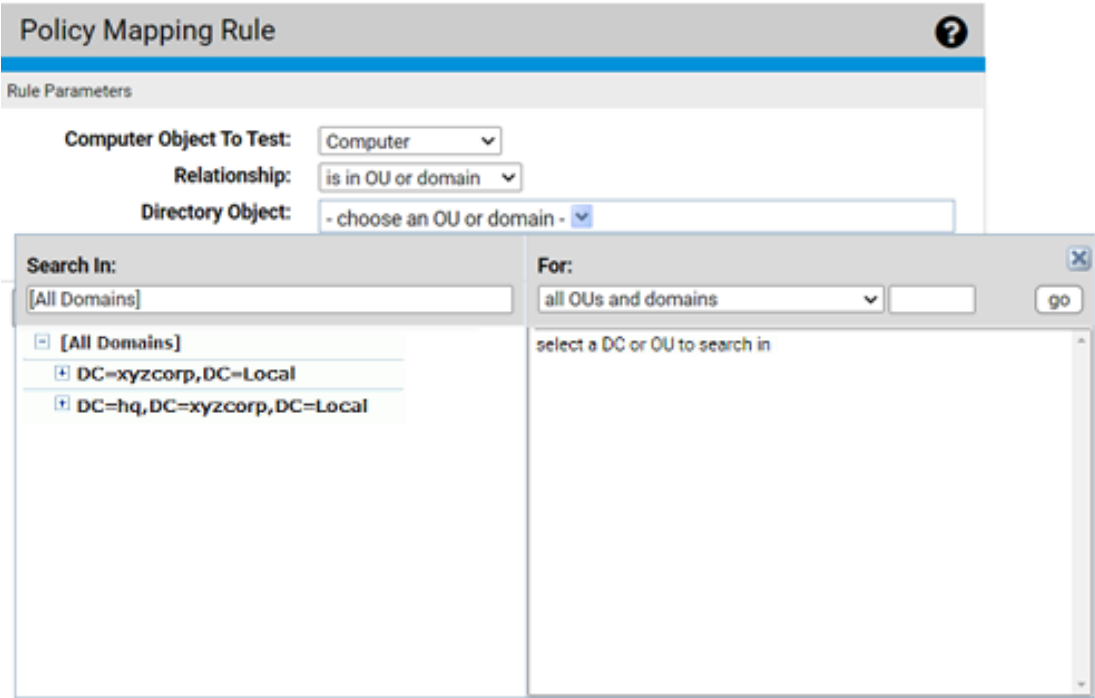 Policy Mapping Rule ?
Rule Parameters
Computer Object To Test: Computer
Relationship: is in OU or domain
Directory Object: - choose an OU or domain -
Search In:
[All Domains]
[All Domains]
DC=xyzcorp,DC=Local
DC=hq,DC=xyzcorp,DC=Local
For:
all OUs and domains go
select a DC or OU to search in